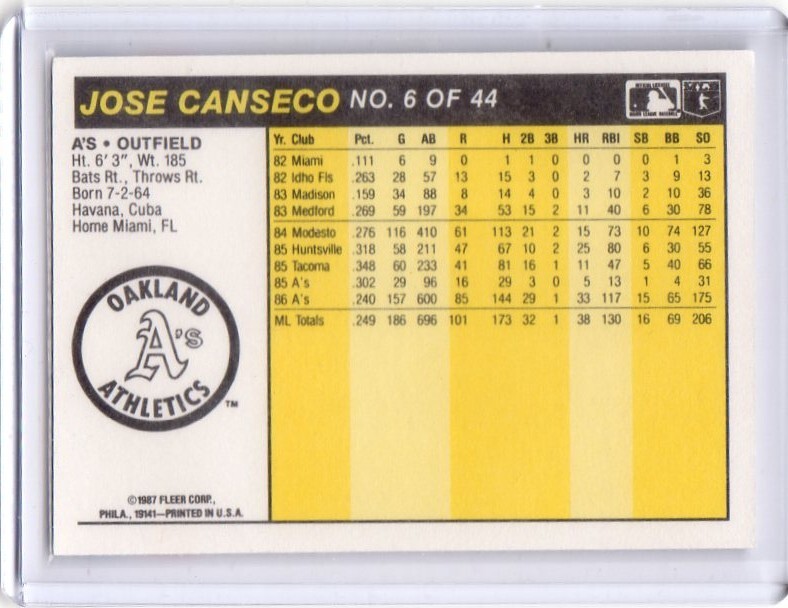 JOSE CANSECO NO. 6 OF 44
A'S • OUTFIELD
Ht. 6' 3", Wt. 185
Bats Rt., Throws Rt.
Born 7-2-64
Havana, Cuba
Home Miami, FL
OAKLAND
A's
ATHLETICS
TM
©1987 FLEER CORP.,
PHILA., 19141—PRINTED IN U.S.A.
Yr. Club Pct. G AB R H 2B 3B HR RBI SB BB SO
82 Miami .111 6 9 0 1 1 0 0 0 0 1 3
82 Idho Fls .263 28 57 13 15 3 0 2 7 3 9 13
83 Madison .159 34 88 8 14 4 0 3 10 2 10 36
83 Medford .269 59 197 34 53 15 2 11 40 6 30 78
84 Modesto .276 116 410 61 113 21 2 15 73 10 74 127
85 Huntsville .318 58 211 47 67 10 2 25 80 6 30 55
85 Tacoma .348 60 233 41 81 16 1 11 47 5 40 66
85 A's .302 29 96 16 29 3 0 5 13 1 4 31
86 A's .240 157 600 85 144 29 1 33 117 15 65 175
ML Totals .249 186 696 101 173 32 1 38 130 16 69 206